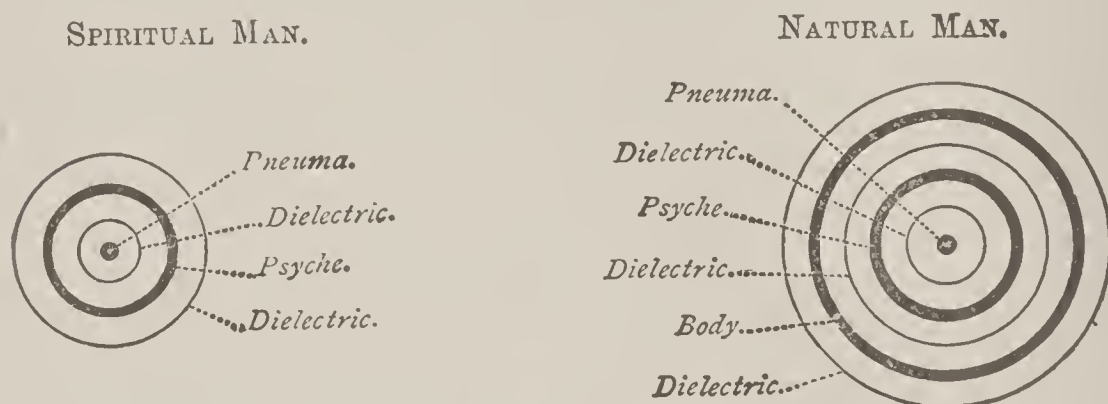 SPIRITUAL MAN.
Pneuma.
Dielectric.
Psyche.
Dielectric.
NATURAL MAN.
Pneuma.
Dielectric.
Psyche.
Dielectric.
Body.
Dielectric.